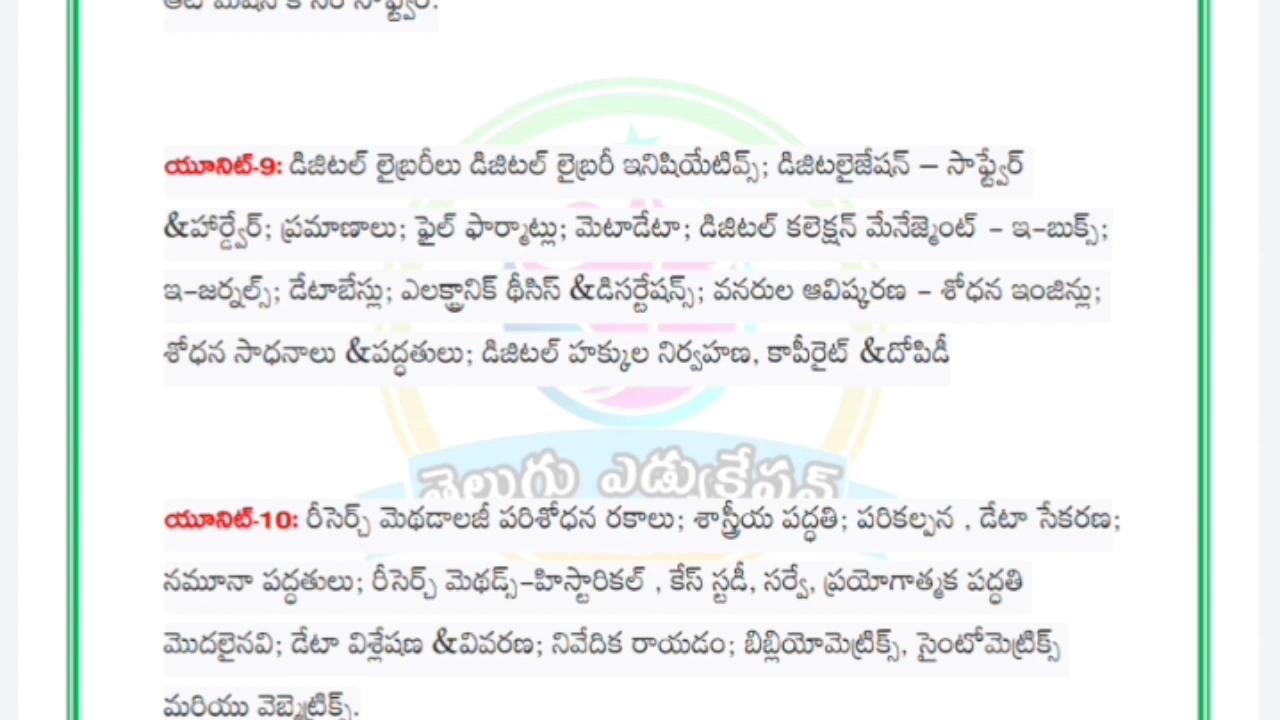 యూనిట్-9: డిజిటల్ లైబ్రరీలు డిజిటల్ లైబ్రరీ ఇనిషియేటివ్స్; డిజిటలైజేషన్ – సాఫ్ట్వేర్
&హార్డ్వేర్; ప్రమాణాలు; ఫైల్ ఫార్మాట్లు; మెటాడేటా; డిజిటల్ కలెక్షన్ మేనేజ్మెంట్ – ఇ-బుక్స్;
ఇ-జర్నల్స్; డేటాబేస్లు; ఎలక్ట్రానిక్ థీసిస్ &డిసర్టేషన్స్; వనరుల ఆవిష్కరణ – శోధన ఇంజిన్లు;
శోధన సాధనాలు &పద్ధతులు; డిజిటల్ హక్కుల నిర్వహణ, కాపీరైట్ &దోపిడీ
తెలుగు ఎడ్యుకేషన్
యూనిట్-10: రీసెర్చ్ మెథడాలజీ పరిశోధన రకాలు; శాస్త్రీయ పద్ధతి; పరికల్పన , డేటా సేకరణ;
నమూనా పద్ధతులు; రీసెర్చ్ మెథడ్స్-హిస్టారికల్ , కేస్ స్టడీ, సర్వే, ప్రయోగాత్మక పద్ధతి
మొదలైనవి; డేటా విశ్లేషణ &వివరణ; నివేదిక రాయడం; బిబ్లియోమెట్రిక్స్, సైంటోమెట్రిక్స్
మరియు వెబ్మెట్రిక్స్.